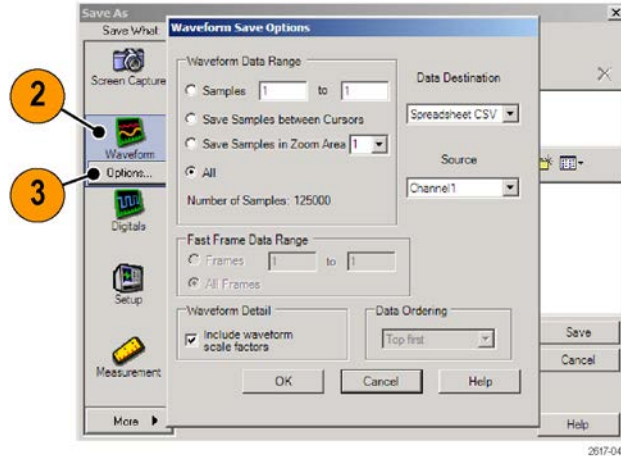 Save As
Save What:
Waveform Save Options
Screen Capture
2
Waveform
3
Options...
Digitals
Setup
Measurement
More
Waveform Data Range
Samples 1 to 1
Save Samples between Cursors
Save Samples in Zoom Area 1
All
Number of Samples: 125000
Data Destination
Spreadsheet CSV
Source
Channel1
Fast Frame Data Range
Frames 1 to 1
All Frames
Waveform Detail
Include waveform
scale factors
Data Ordering
Top first
OK Cancel Help
Save
Cancel
Help
2617-04